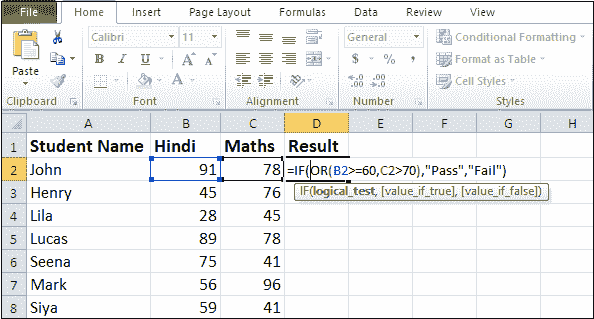 File Home Insert Page Layout Formulas Data Review View
Calibri 11 General Conditional Formatting
Paste B I U $ % , Format as Table
Cell Styles
Clipboard Font Alignment Number Styles
A B C D E F G H
1 Student Name Hindi Maths Result
2 John 91 78 =IF(OR(B2>=60,C2>70),"Pass","Fail")
IF(logical_test, [value_if_true], [value_if_false])
3 Henry 45 76
4 Lila 28 45
5 Lucas 89 78
6 Seena 75 41
7 Mark 56 96
8 Siya 59 41